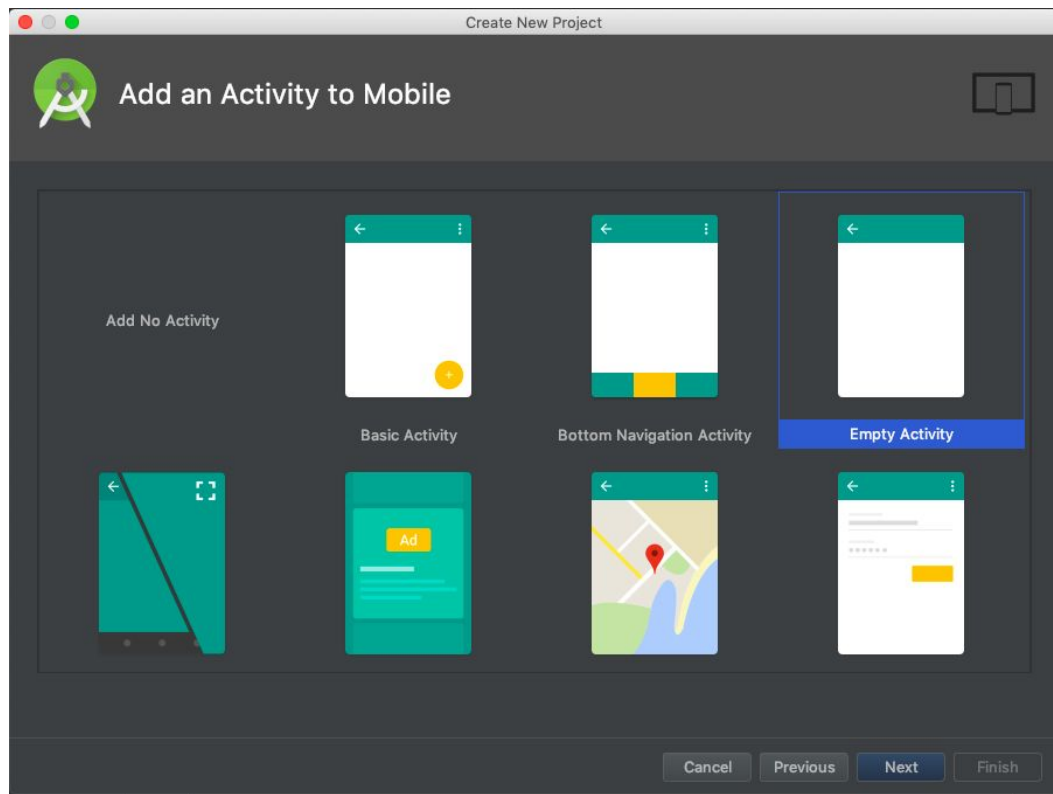 Create New Project
Add an Activity to Mobile
Add No Activity
Basic Activity
Bottom Navigation Activity
Empty Activity
Ad
Cancel
Previous
Next
Finish